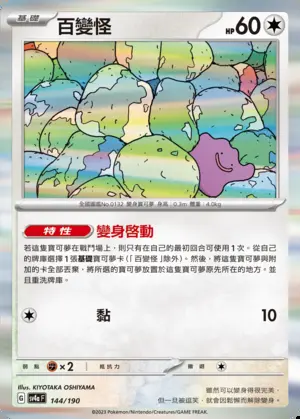 基礎 百變怪 HP 60
全國圖鑑No.0132 變身寶可夢 身高：0.3m 體重：4.0kg
特性 變身啓動
若這隻寶可夢在戰鬥場上，則只有在自己的最初回合可使用1次。從自己
的牌庫選擇1張基礎寶可夢卡（「百變怪」除外）。然後，將這隻寶可夢與附
加的卡全部丟棄，將所選的寶可夢放置於這隻寶可夢原先所在的位置。並
且重洗牌庫。
黏 10
弱點 ×2 抵抗力 撤退
Illus. KIYOTAKA OSHIYAMA
G sv4a F 144/190
雖然可以變身得很完美，
但一旦被逗笑，就會因鬆懈而解除變身。
©2023 Pokémon/Nintendo/Creatures/GAME FREAK.